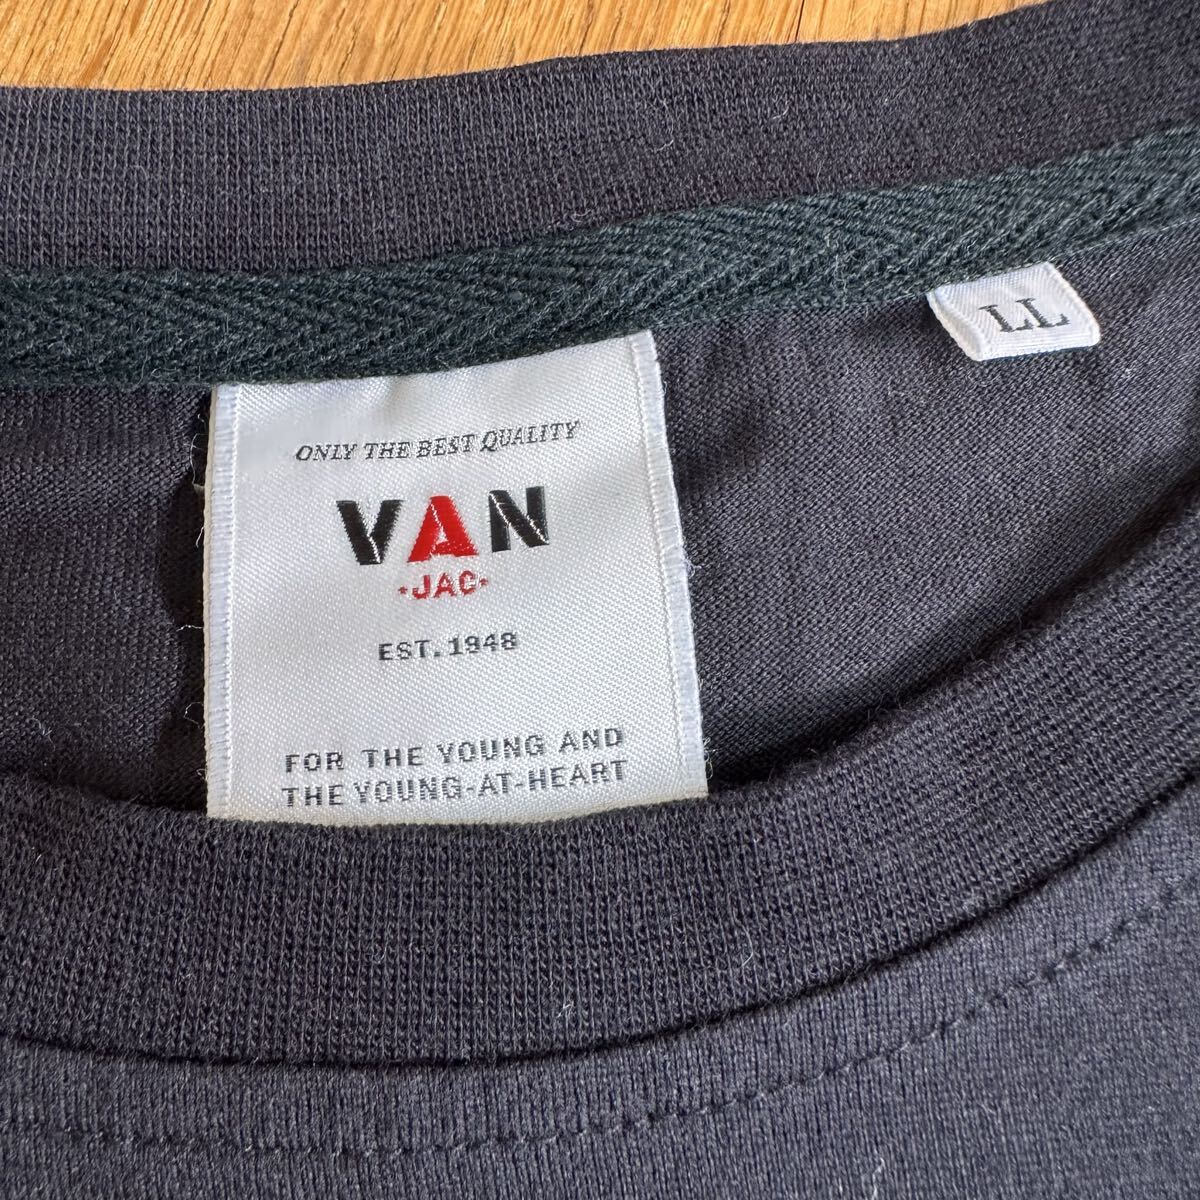 LL
ONLY THE BEST QUALITY
VAN
·JAC·
EST. 1948
FOR THE YOUNG AND
THE YOUNG-AT-HEART